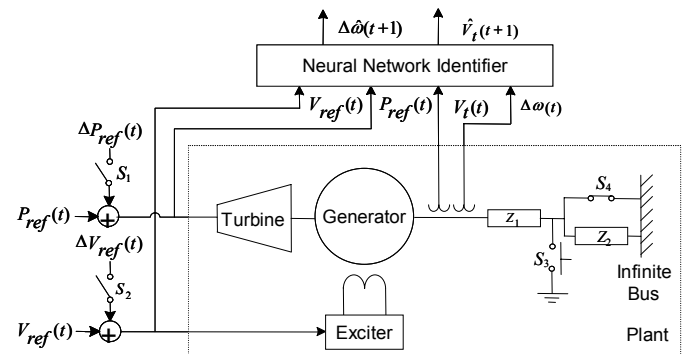 Δω̂(t+1) V̂t(t+1)
Neural Network Identifier
Vref(t) Pref(t) Vt(t) Δω(t)
ΔPref(t)
S1
Pref(t)
Turbine
Generator
Z1
S4
Z2
S3
Infinite
Bus
ΔVref(t)
S2
Vref(t)
Exciter
Plant